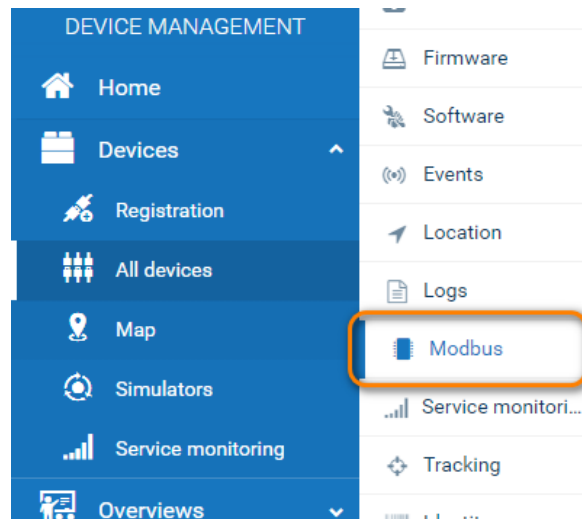 DEVICE MANAGEMENT
Home
Devices
Registration
All devices
Map
Simulators
Service monitoring
Overviews
Firmware
Software
Events
Location
Logs
Modbus
Service monitori...
Tracking